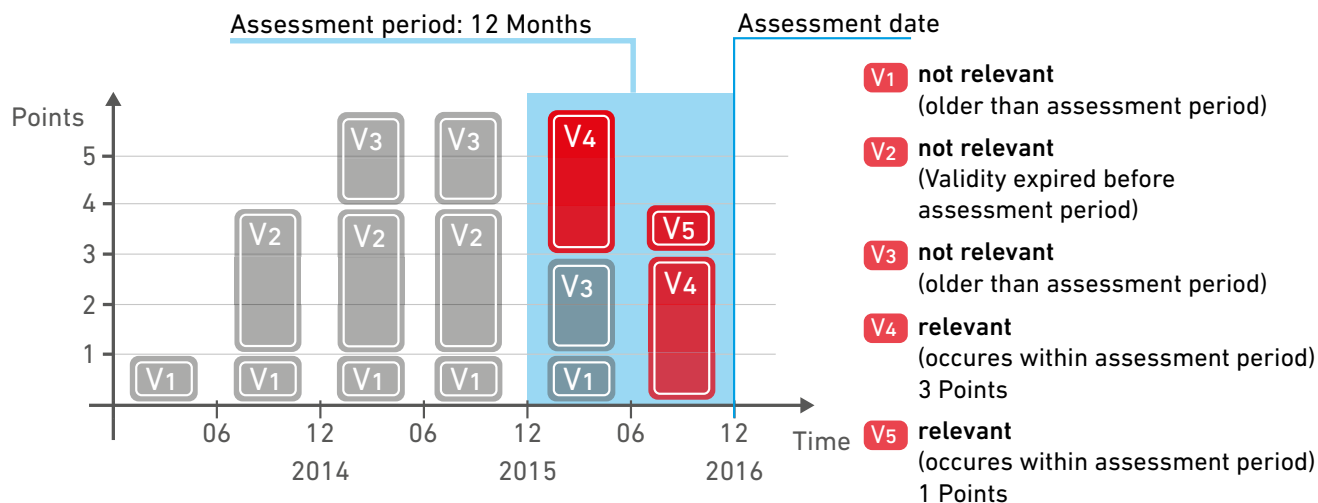 Assessment period: 12 Months
Assessment date
Points
5
4
3
2
1
V1
V2
V1
V3
V2
V1
V3
V2
V1
V4
V3
V1
V5
V4
06
12
06
12
06
12
Time
2014
2015
2016
V1 not relevant
(older than assessment period)
V2 not relevant
(Validity expired before
assessment period)
V3 not relevant
(older than assessment period)
V4 relevant
(occures within assessment period)
3 Points
V5 relevant
(occures within assessment period)
1 Points